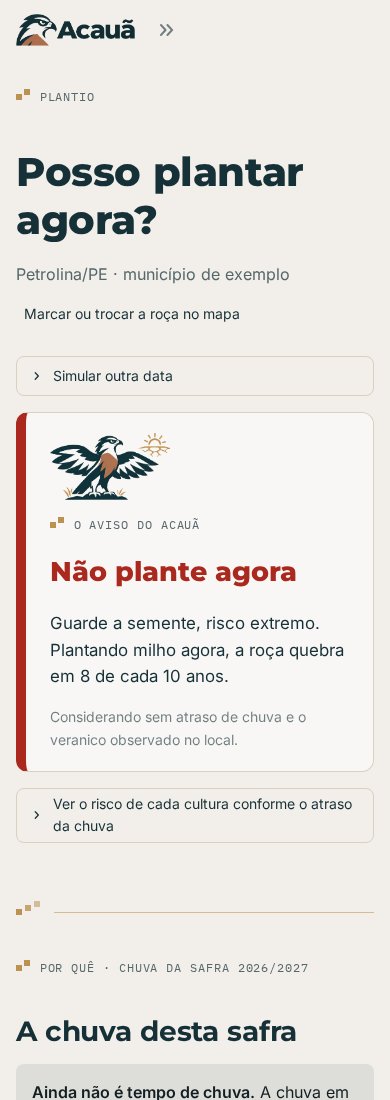 Acauã
PLANTIO
Posso plantar
agora?
Petrolina/PE · município de exemplo
Marcar ou trocar a roça no mapa
Simular outra data
O AVISO DO ACAUÃ
Não plante agora
Guarde a semente, risco extremo.
Plantando milho agora, a roça quebra
em 8 de cada 10 anos.
Considerando sem atraso de chuva e o
veranico observado no local.
Ver o risco de cada cultura conforme o atraso
da chuva
POR QUÊ · CHUVA DA SAFRA 2026/2027
A chuva desta safra
Ainda não é tempo de chuva. A chuva em